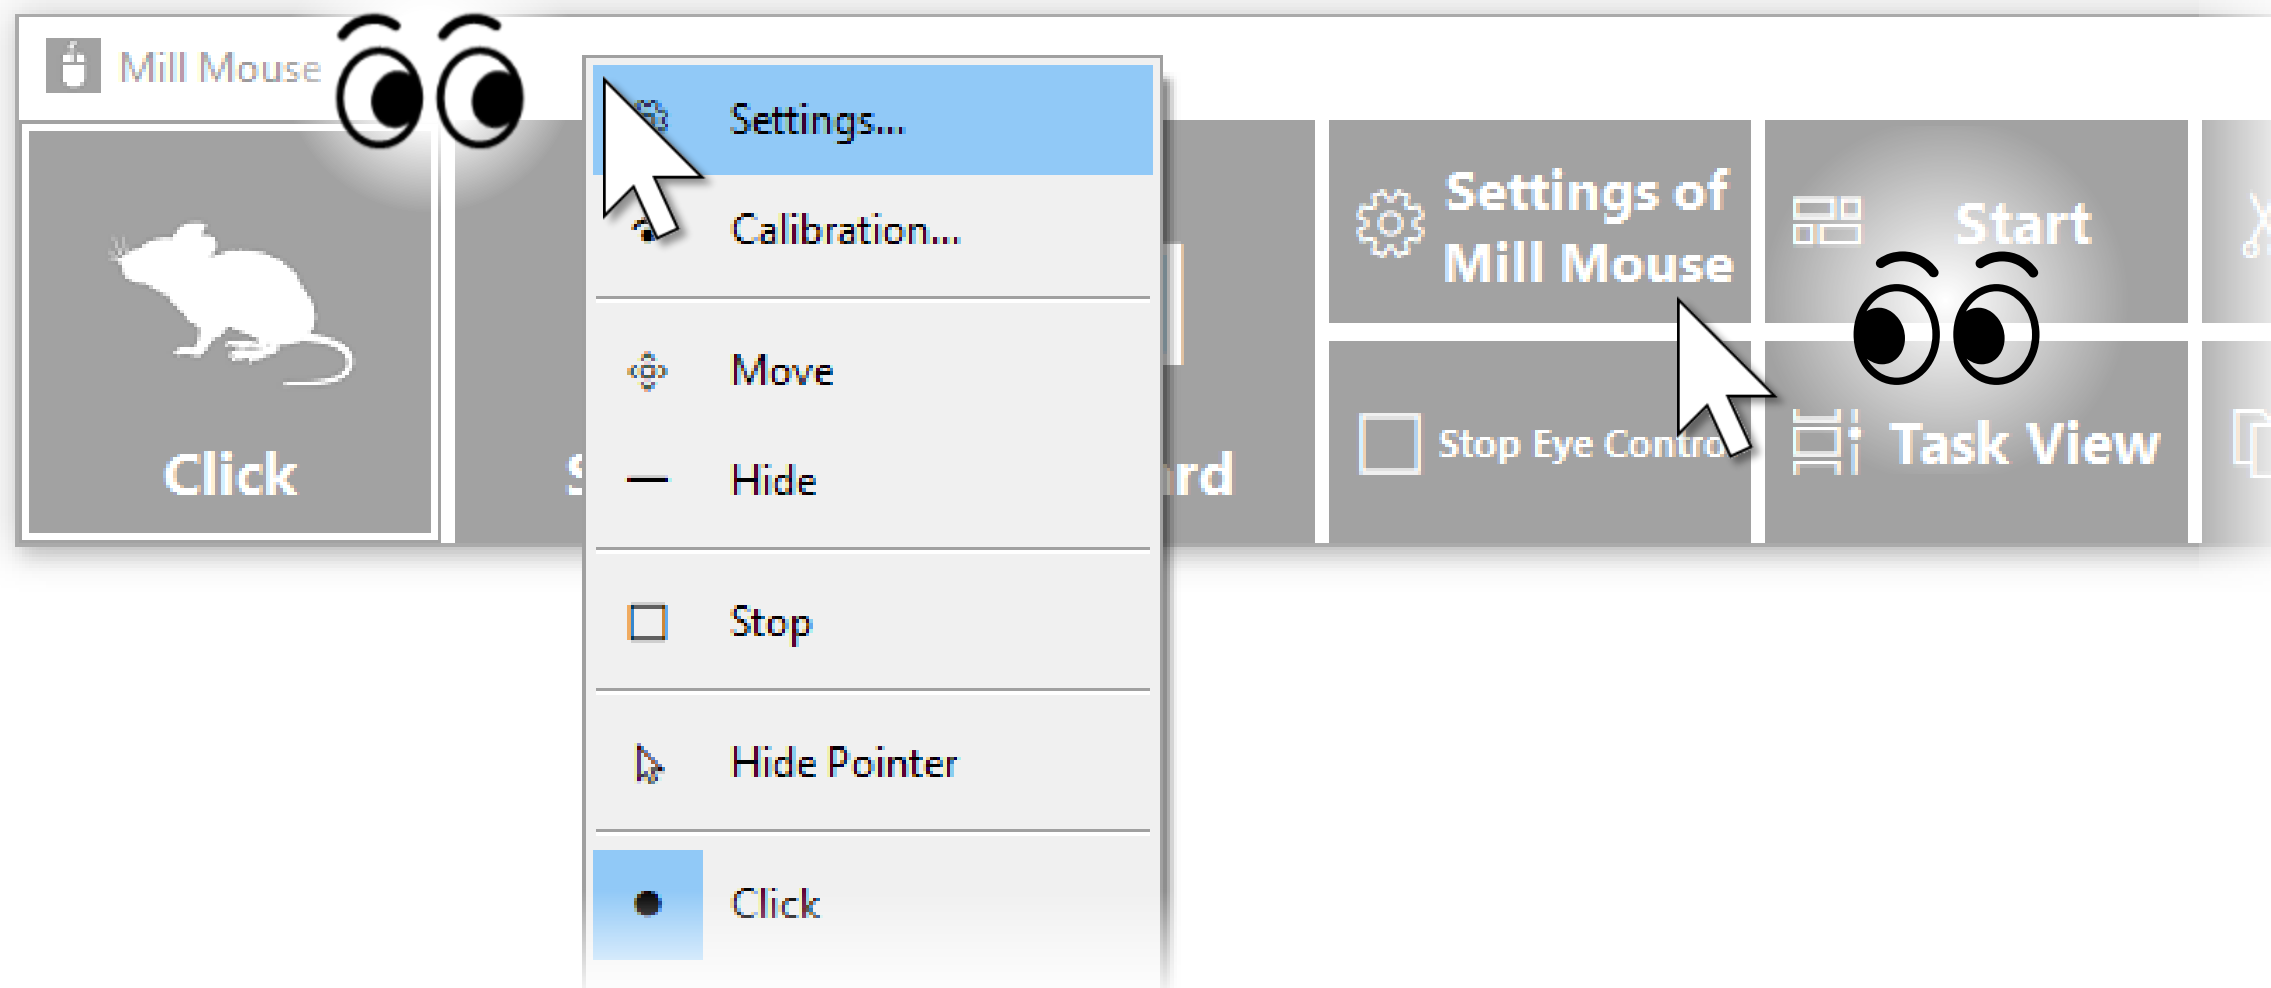 Mill Mouse
Settings...
Calibration...
Move
Hide
Stop
Hide Pointer
Click
Click
Settings of
Mill Mouse
Stop Eye Contro
Start
Task View